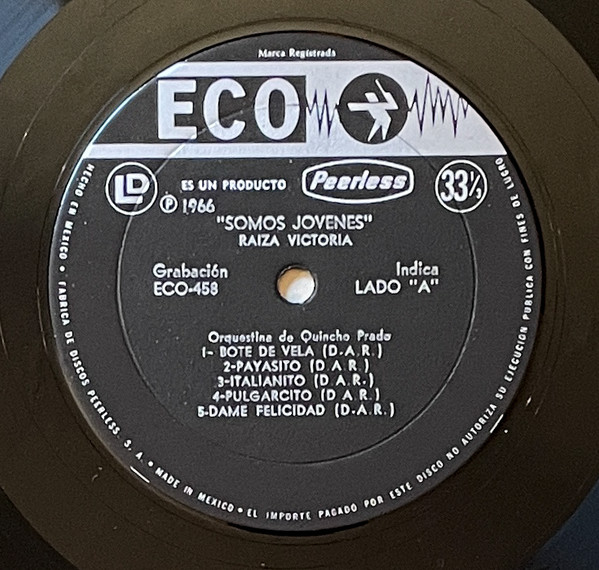 Marca Registrada
ECO
LD
ES UN PRODUCTO
Peerless
33⅓
Ⓟ 1966
"SOMOS JOVENES"
RAIZA VICTORIA
Grabación
ECO-458
Indica
LADO "A"
Orquestina de Quincho Prado
1- BOTE DE VELA (D.A.R.)
2-PAYASITO (D A R.)
3-ITALIANITO (D.A.R.)
4-PULGARCITO (D A R.)
5-DAME FELICIDAD (D.A.R.)
HECHO EN MEXICO • FABRICA DE DISCOS PEERLESS, S. A. • MADE IN MEXICO • EL IMPORTE PAGADO POR ESTE DISCO NO AUTORIZA SU EJECUCION PUBLICA CON FINES DE LUCRO